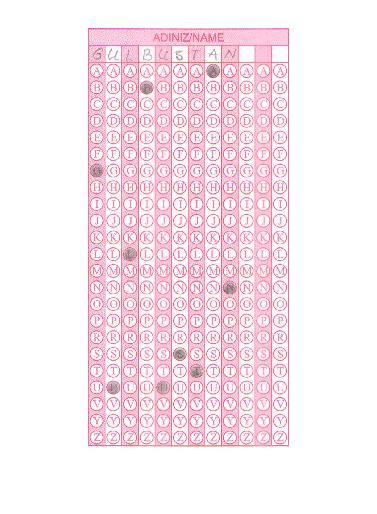 ADINIZ/NAME
G U L B U S T A N
A A A A A A A A A A A A
B B B B B B B B B B B B
C C C C C C C C C C C C
D D D D D D D D D D D D
E E E E E E E E E E E E
F F F F F F F F F F F F
G G G G G G G G G G G G
H H H H H H H H H H H H
I I I I I I I I I I I I
J J J J J J J J J J J J
K K K K K K K K K K K K
L L L L L L L L L L L L
M M M M M M M M M M M M
N N N N N N N N N N N N
O O O O O O O O O O O O
P P P P P P P P P P P P
R R R R R R R R R R R R
S S S S S S S S S S S S
T T T T T T T T T T T T
U U U U U U U U U U U U
V V V V V V V V V V V V
Y Y Y Y Y Y Y Y Y Y Y Y
Z Z Z Z Z Z Z Z Z Z Z Z